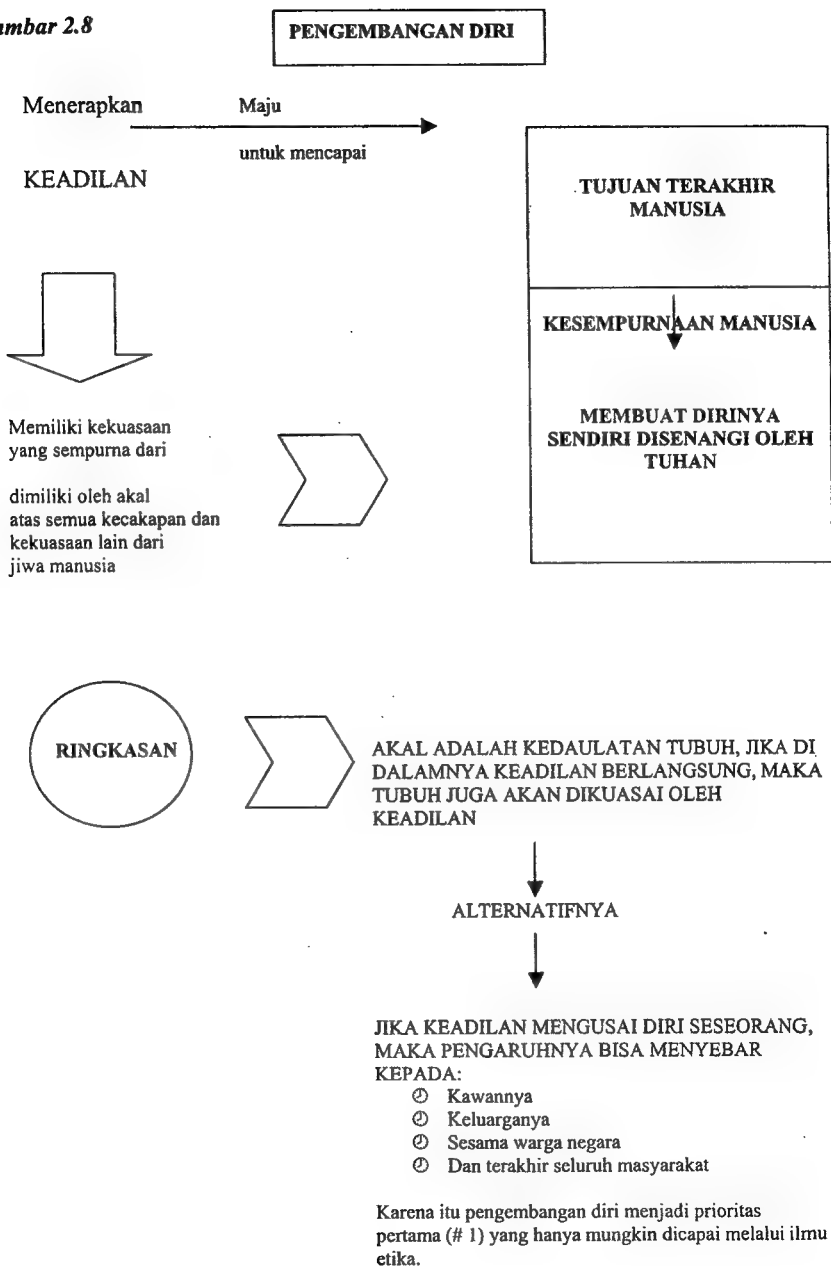 ambar 2.8
PENGEMBANGAN DIRI
Menerapkan
Maju
untuk mencapai
KEADILAN
.TUJUAN TERAKHIR
MANUSIA
KESEMPURNAAN MANUSIA
MEMBUAT DIRINYA
SENDIRI DISENANGI OLEH
TUHAN
Memiliki kekuasaan
yang sempurna dari
dimiliki oleh akal
atas semua kecakapan dan
kekuasaan lain dari
jiwa manusia
RINGKASAN
AKAL ADALAH KEDAULATAN TUBUH, JIKA DI
DALAMNYA KEADILAN BERLANGSUNG, MAKA
TUBUH JUGA AKAN DIKUASAI OLEH
KEADILAN
ALTERNATIFNYA
JIKA KEADILAN MENGUSAI DIRI SESEORANG,
MAKA PENGARUHNYA BISA MENYEBAR
KEPADA:
Kawannya
Keluarganya
Sesama warga negara
Dan terakhir seluruh masyarakat
Karena itu pengembangan diri menjadi prioritas
pertama (# 1) yang hanya mungkin dicapai melalui ilmu
etika.